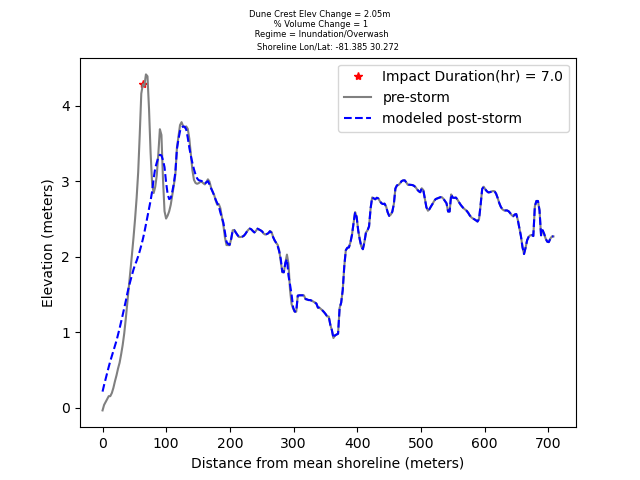 Dune Crest Elev Change = 2.05m
% Volume Change = 1
Regime = Inundation/Overwash
Shoreline Lon/Lat: -81.385 30.272
Impact Duration(hr) = 7.0
pre-storm
modeled post-storm
4
3
2
1
0
Elevation (meters)
0 100 200 300 400 500 600 700
Distance from mean shoreline (meters)